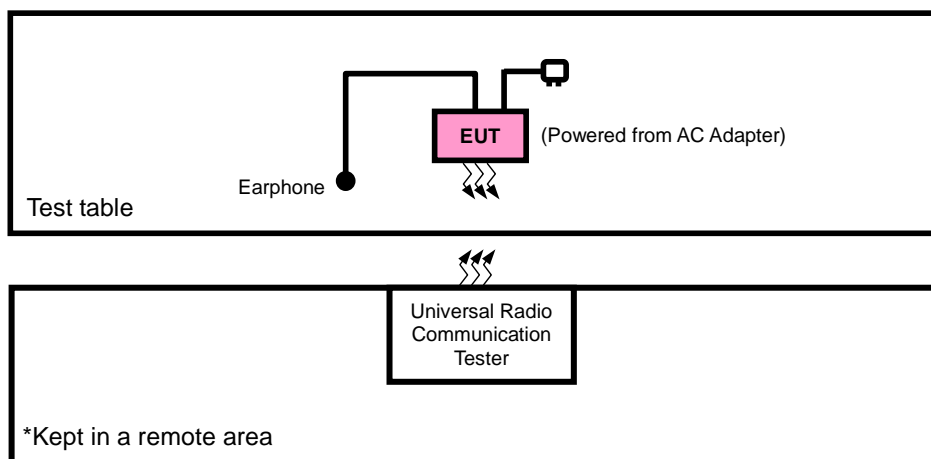 EUT
(Powered from AC Adapter)
Earphone
Test table
Universal Radio
Communication
Tester
*Kept in a remote area